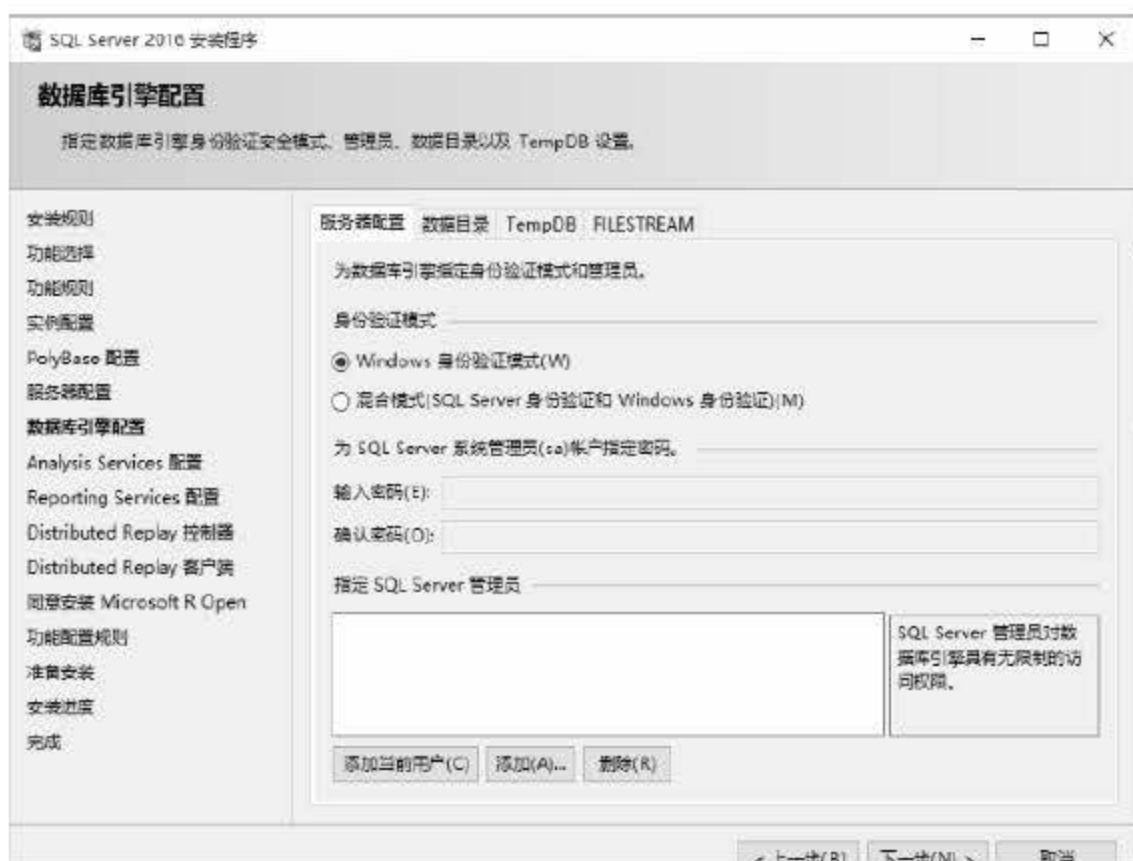 SQL Server 2016 安装程序
数据库引擎配置
指定数据库引擎身份验证安全模式、管理员、数据目录以及 TempDB 设置。
安装规则
功能选择
功能规则
实例配置
PolyBase 配置
服务器配置
数据库引擎配置
Analysis Services 配置
Reporting Services 配置
Distributed Replay 控制器
Distributed Replay 客户端
同意安装 Microsoft R Open
功能配置规则
准备安装
安装进度
完成
服务器配置 数据目录 TempDB FILESTREAM
为数据库引擎指定身份验证模式和管理员。
身份验证模式
Windows 身份验证模式(W)
混合模式(SQL Server 身份验证和 Windows 身份验证)(M)
为 SQL Server 系统管理员(sa)帐户指定密码。
输入密码(E):
确认密码(O):
指定 SQL Server 管理员
SQL Server 管理员对数
据库引擎具有无限制的访
问权限。
添加当前用户(C) 添加(A)... 删除(R)
< 上一步(B) 下一步(N) > 取消